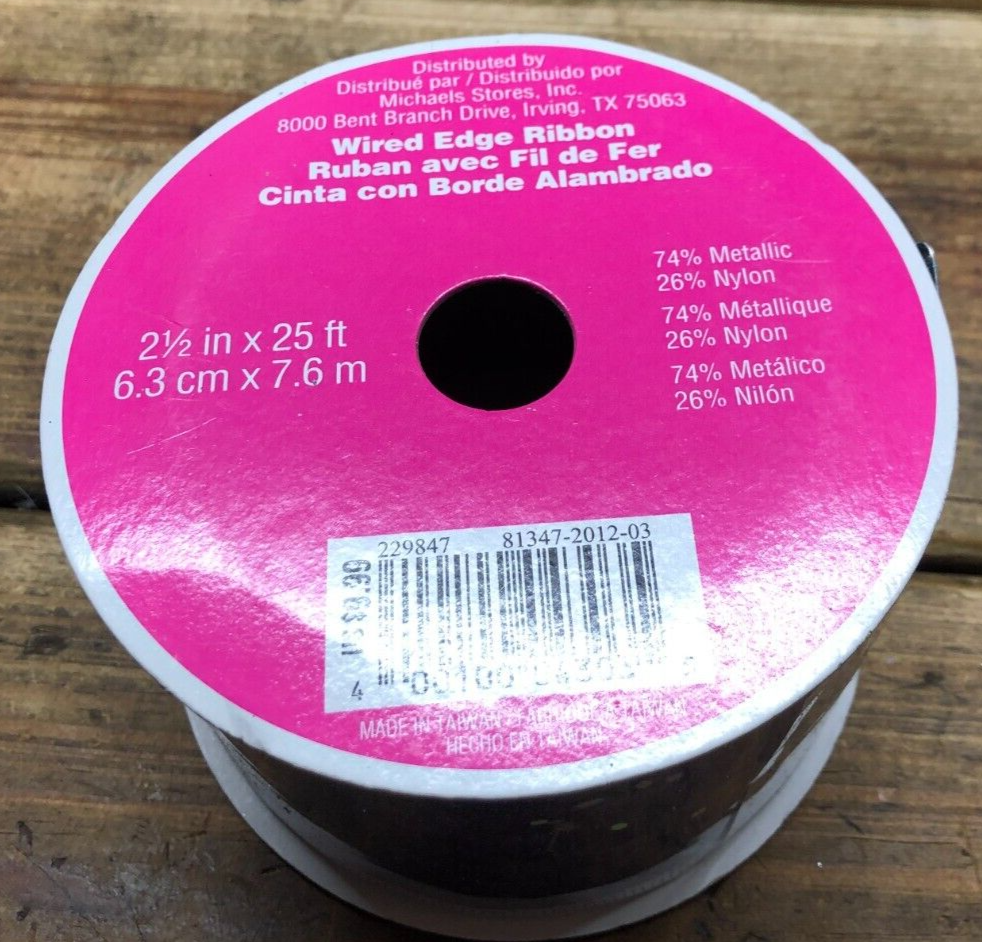 Distributed by
Distribué par / Distribuido por
Michaels Stores, Inc.
8000 Bent Branch Drive, Irving, TX 75063
Wired Edge Ribbon
Ruban avec Fil de Fer
Cinta con Borde Alambrado
74% Metallic
26% Nylon
74% Métallique
26% Nylon
74% Metálico
26% Nilón
2½ in x 25 ft
6.3 cm x 7.6 m
229847 81347-2012-03
4
MADE IN TAIWAN
HECHO EN TAIWAN